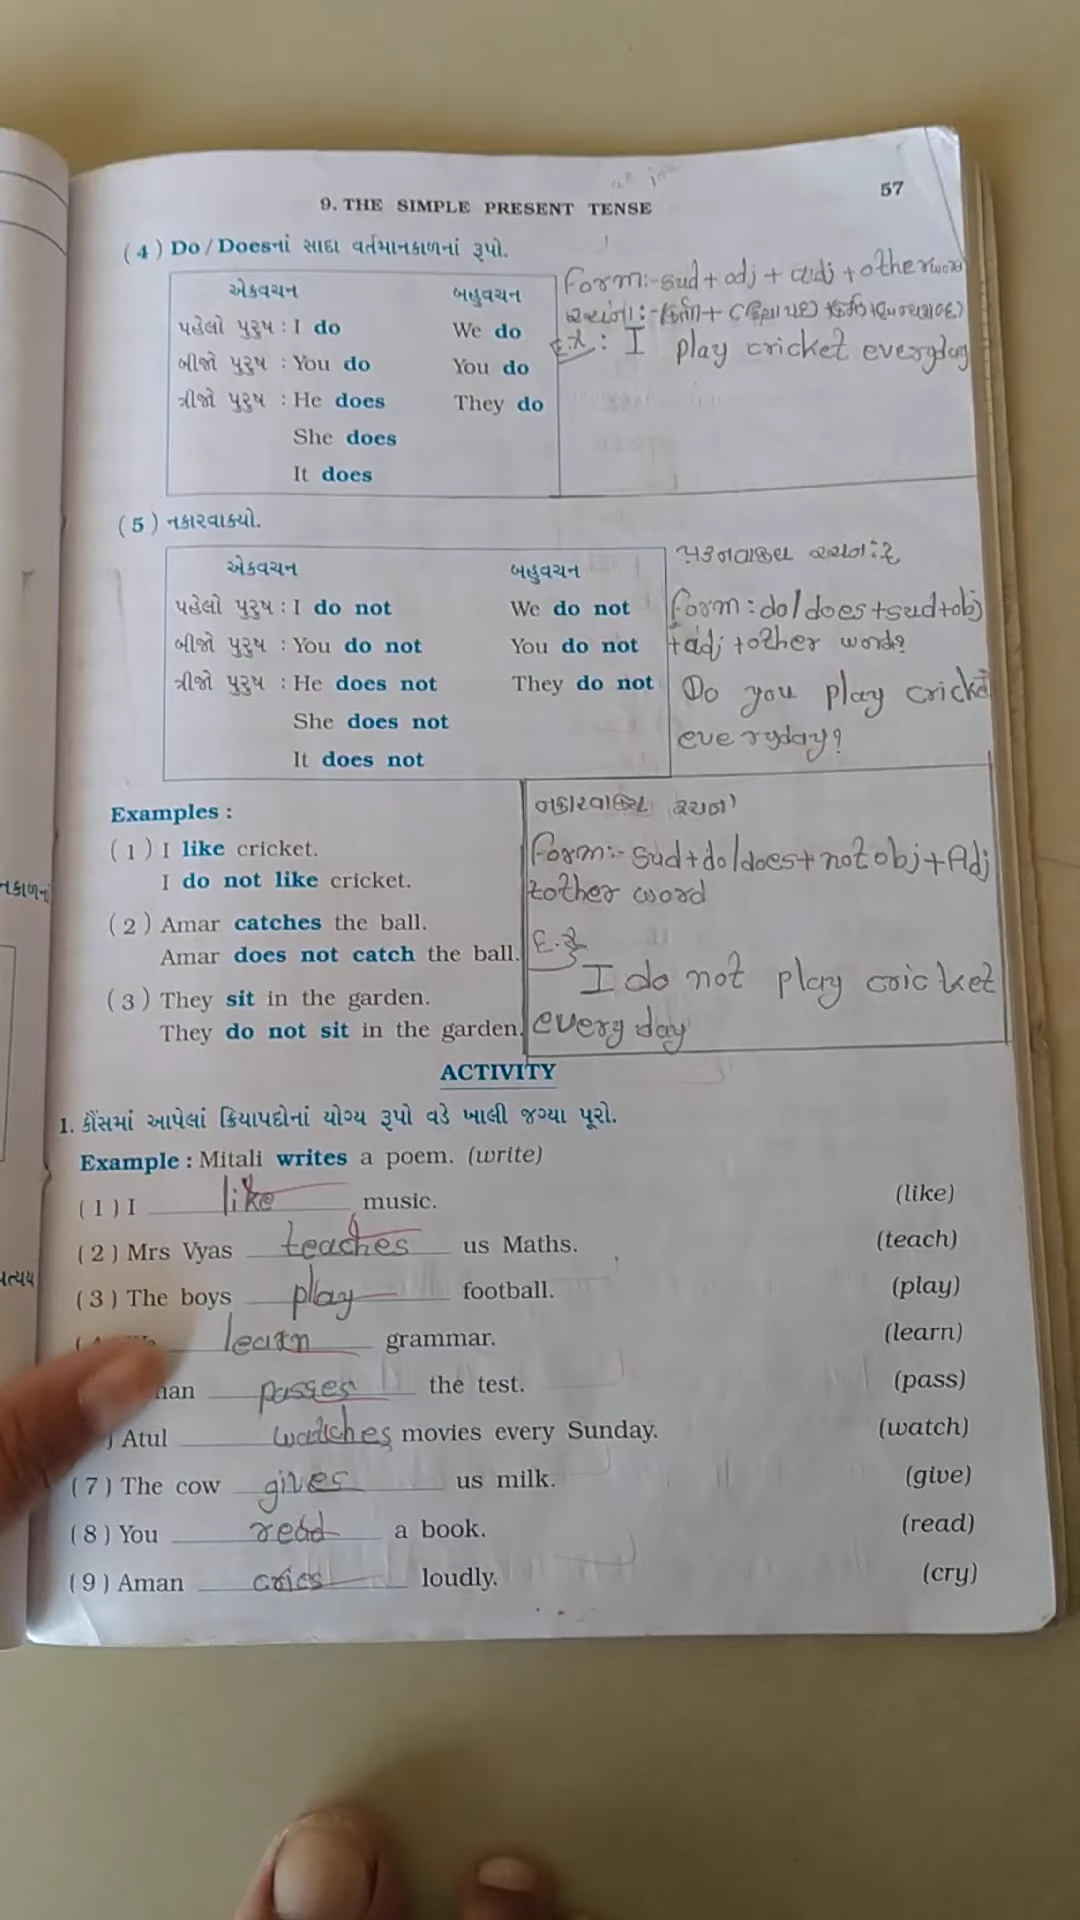 57
9. THE SIMPLE PRESENT TENSE
( 4 ) Do / Doesનાં સાદા વર્તમાનકાળનાં રૂપો.
એકવચન બહુવચન
પહેલો પુરુષ : I do We do
બીજો પુરુષ : You do You do
ત્રીજો પુરુષ : He does They do
She does
It does
Form:-sud + adj + adj + other word
Ex : I play cricket everyday
( 5 ) નકારવાક્યો.
એકવચન બહુવચન
પહેલો પુરુષ : I do not We do not
બીજો પુરુષ : You do not You do not
ત્રીજો પુરુષ : He does not They do not
She does not
It does not
form : do/does+sud+obj
+adj +other word?
Do you play cricket
everyday?
Examples :
( 1 ) I like cricket.
I do not like cricket.
( 2 ) Amar catches the ball.
Amar does not catch the ball.
( 3 ) They sit in the garden.
They do not sit in the garden.
નકારવાક્ય રચના
Form:- sud+do/does+not obj+Adj
+other word
I do not play cricket
every day
ACTIVITY
1. કૌંસમાં આપેલાં ક્રિયાપદોનાં યોગ્ય રૂપો વડે ખાલી જગ્યા પૂરો.
Example : Mitali writes a poem. (write)
( 1 ) I like music. (like)
( 2 ) Mrs Vyas teaches us Maths. (teach)
( 3 ) The boys play football. (play)
learn grammar. (learn)
passes the test. (pass)
) Atul watches movies every Sunday. (watch)
( 7 ) The cow gives us milk. (give)
( 8 ) You read a book. (read)
( 9 ) Aman cries loudly. (cry)